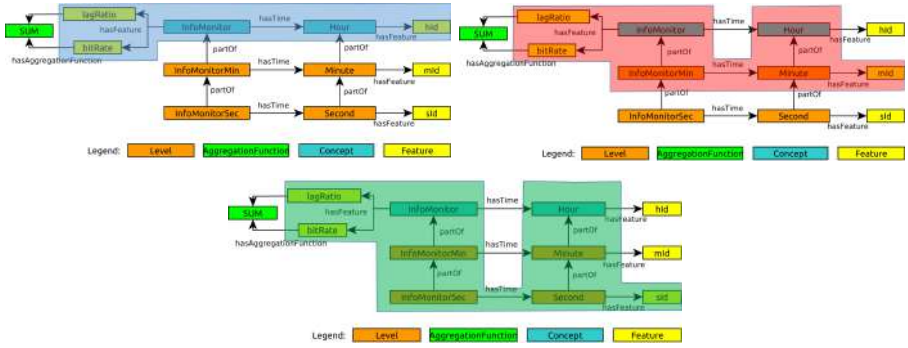 lagRatio
SUM
bitRate
hasFeature
InfoMonitor
hasTime
Hour
hasFeature
hid
hasAggregationFunction
partOf
partOf
InfoMonitorMin
hasTime
Minute
hasFeature
mid
partOf
partOf
InfoMonitorSec
hasTime
Second
hasFeature
sid
Legend: Level AggregationFunction Concept Feature
lagRatio
SUM
bitRate
hasFeature
InfoMonitor
hasTime
Hour
hasFeature
hid
hasAggregationFunction
partOf
partOf
InfoMonitorMin
hasTime
Minute
hasFeature
mid
partOf
partOf
InfoMonitorSec
hasTime
Second
hasFeature
sid
Legend: Level AggregationFunction Concept Feature
lagRatio
SUM
bitRate
hasFeature
InfoMonitor
hasTime
Hour
hasFeature
hid
hasAggregationFunction
partOf
partOf
InfoMonitorMin
hasTime
Minute
hasFeature
mid
partOf
partOf
InfoMonitorSec
hasTime
Second
hasFeature
sid
Legend: Level AggregationFunction Concept Feature